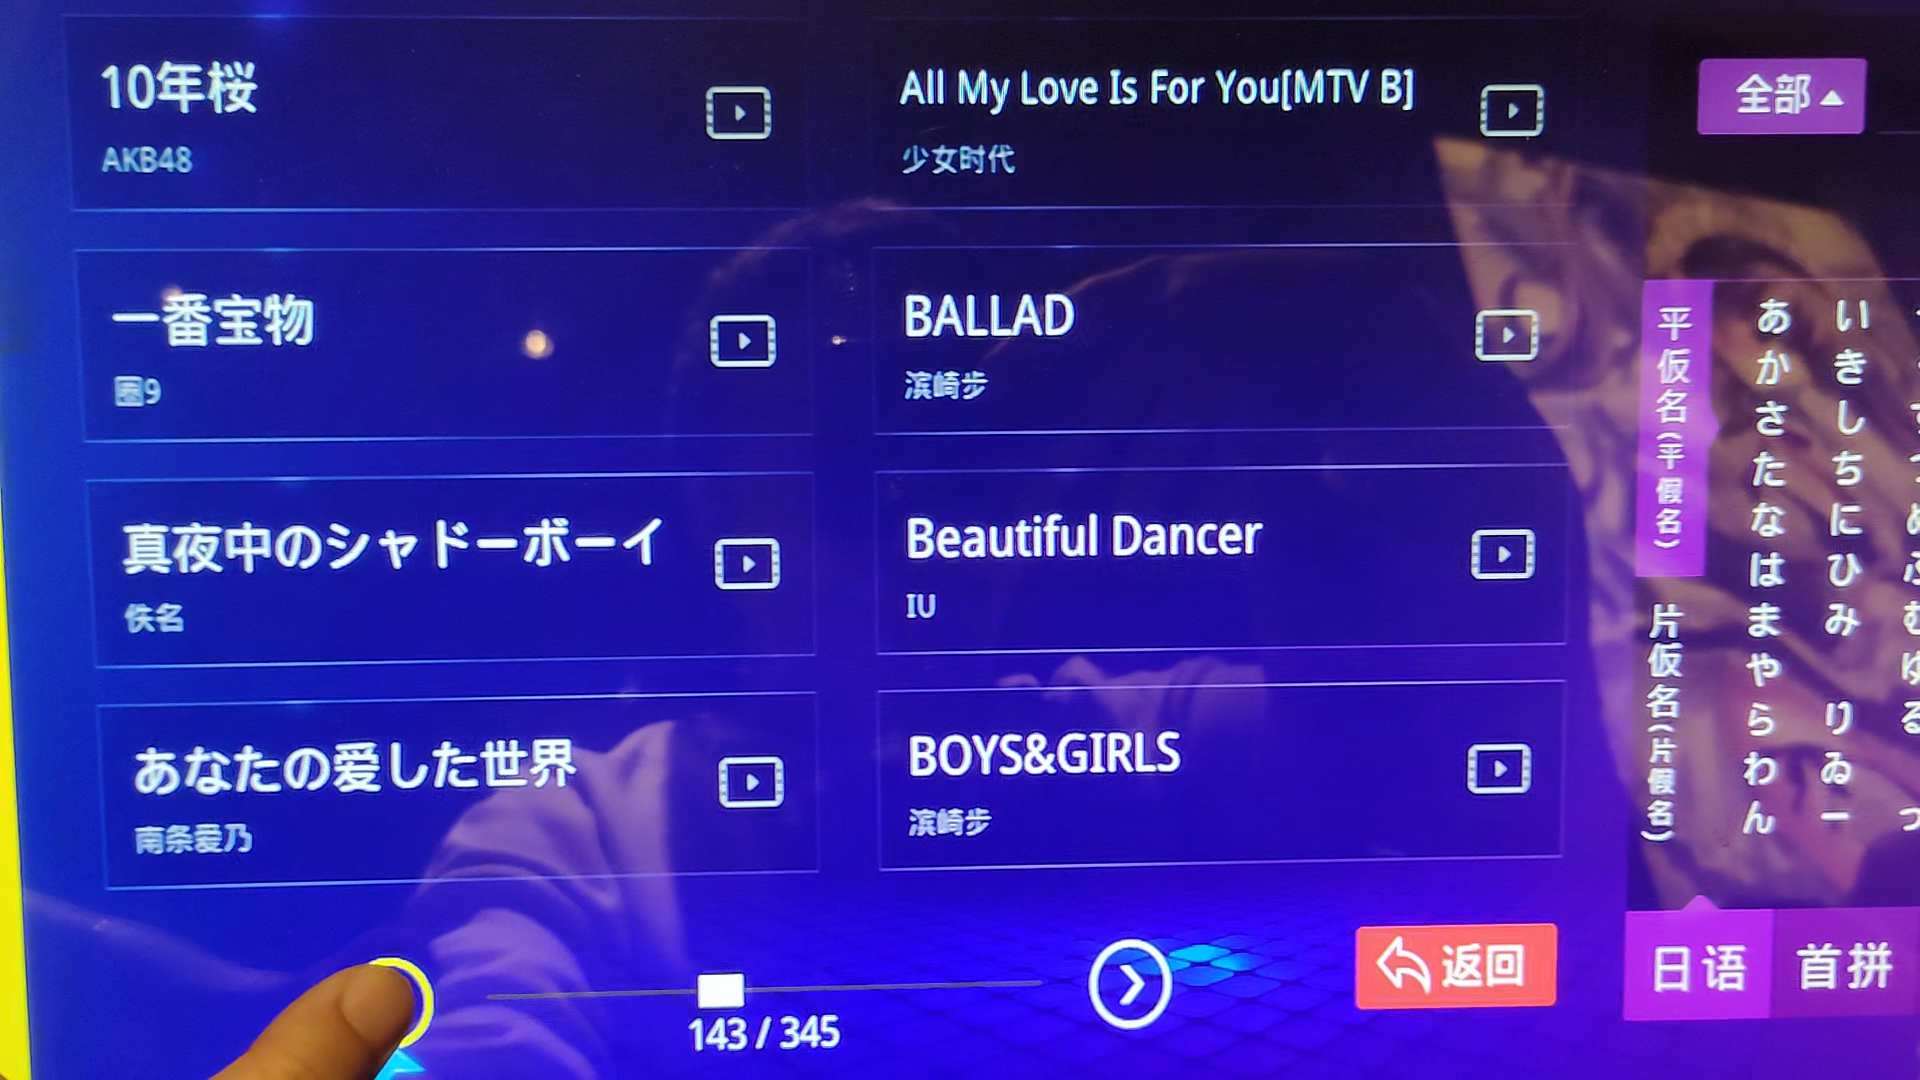 10年桜
AKB48
All My Love Is For You[MTV B]
少女时代
全部
一番宝物
圏9
BALLAD
滨崎步
真夜中のシャドーボーイ
佚名
Beautiful Dancer
IU
あなたの愛した世界
南条爱乃
BOYS&GIRLS
滨崎步
平仮名(平假名)
片仮名(片假名)
あかさたなはまやらわん
いきしちにひみ りゐー
143 / 345
返回
日语
首拼